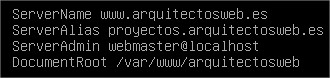 ServerName www.arquitectosweb.es
ServerAlias proyectos.arquitectosweb.es
ServerAdmin webmaster@localhost
DocumentRoot /var/www/arquitectosweb